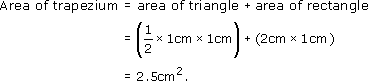 Area of trapezium = area of triangle + area of rectangle
= (1/2 × 1cm × 1cm) + (2cm × 1cm)
= 2.5cm².